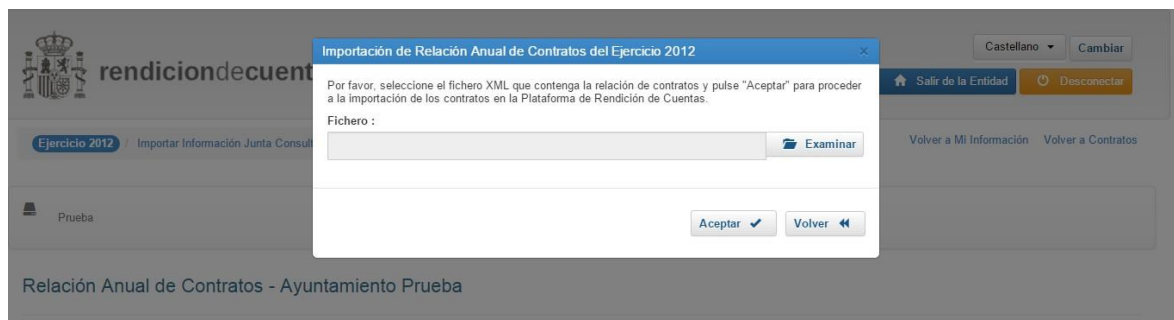 Importación de Relación Anual de Contratos del Ejercicio 2012
×
Castellano
Cambiar
rendiciondecuent
Por favor, seleccione el fichero XML que contenga la relación de contratos y pulse "Aceptar" para proceder
a la importación de los contratos en la Plataforma de Rendición de Cuentas.
Salir de la Entidad
Desconectar
Fichero :
Examinar
Ejercicio 2012 / Importar Información Junta Consult
Volver a Mi Información
Volver a Contratos
Prueba
Aceptar
Volver
Relación Anual de Contratos - Ayuntamiento Prueba